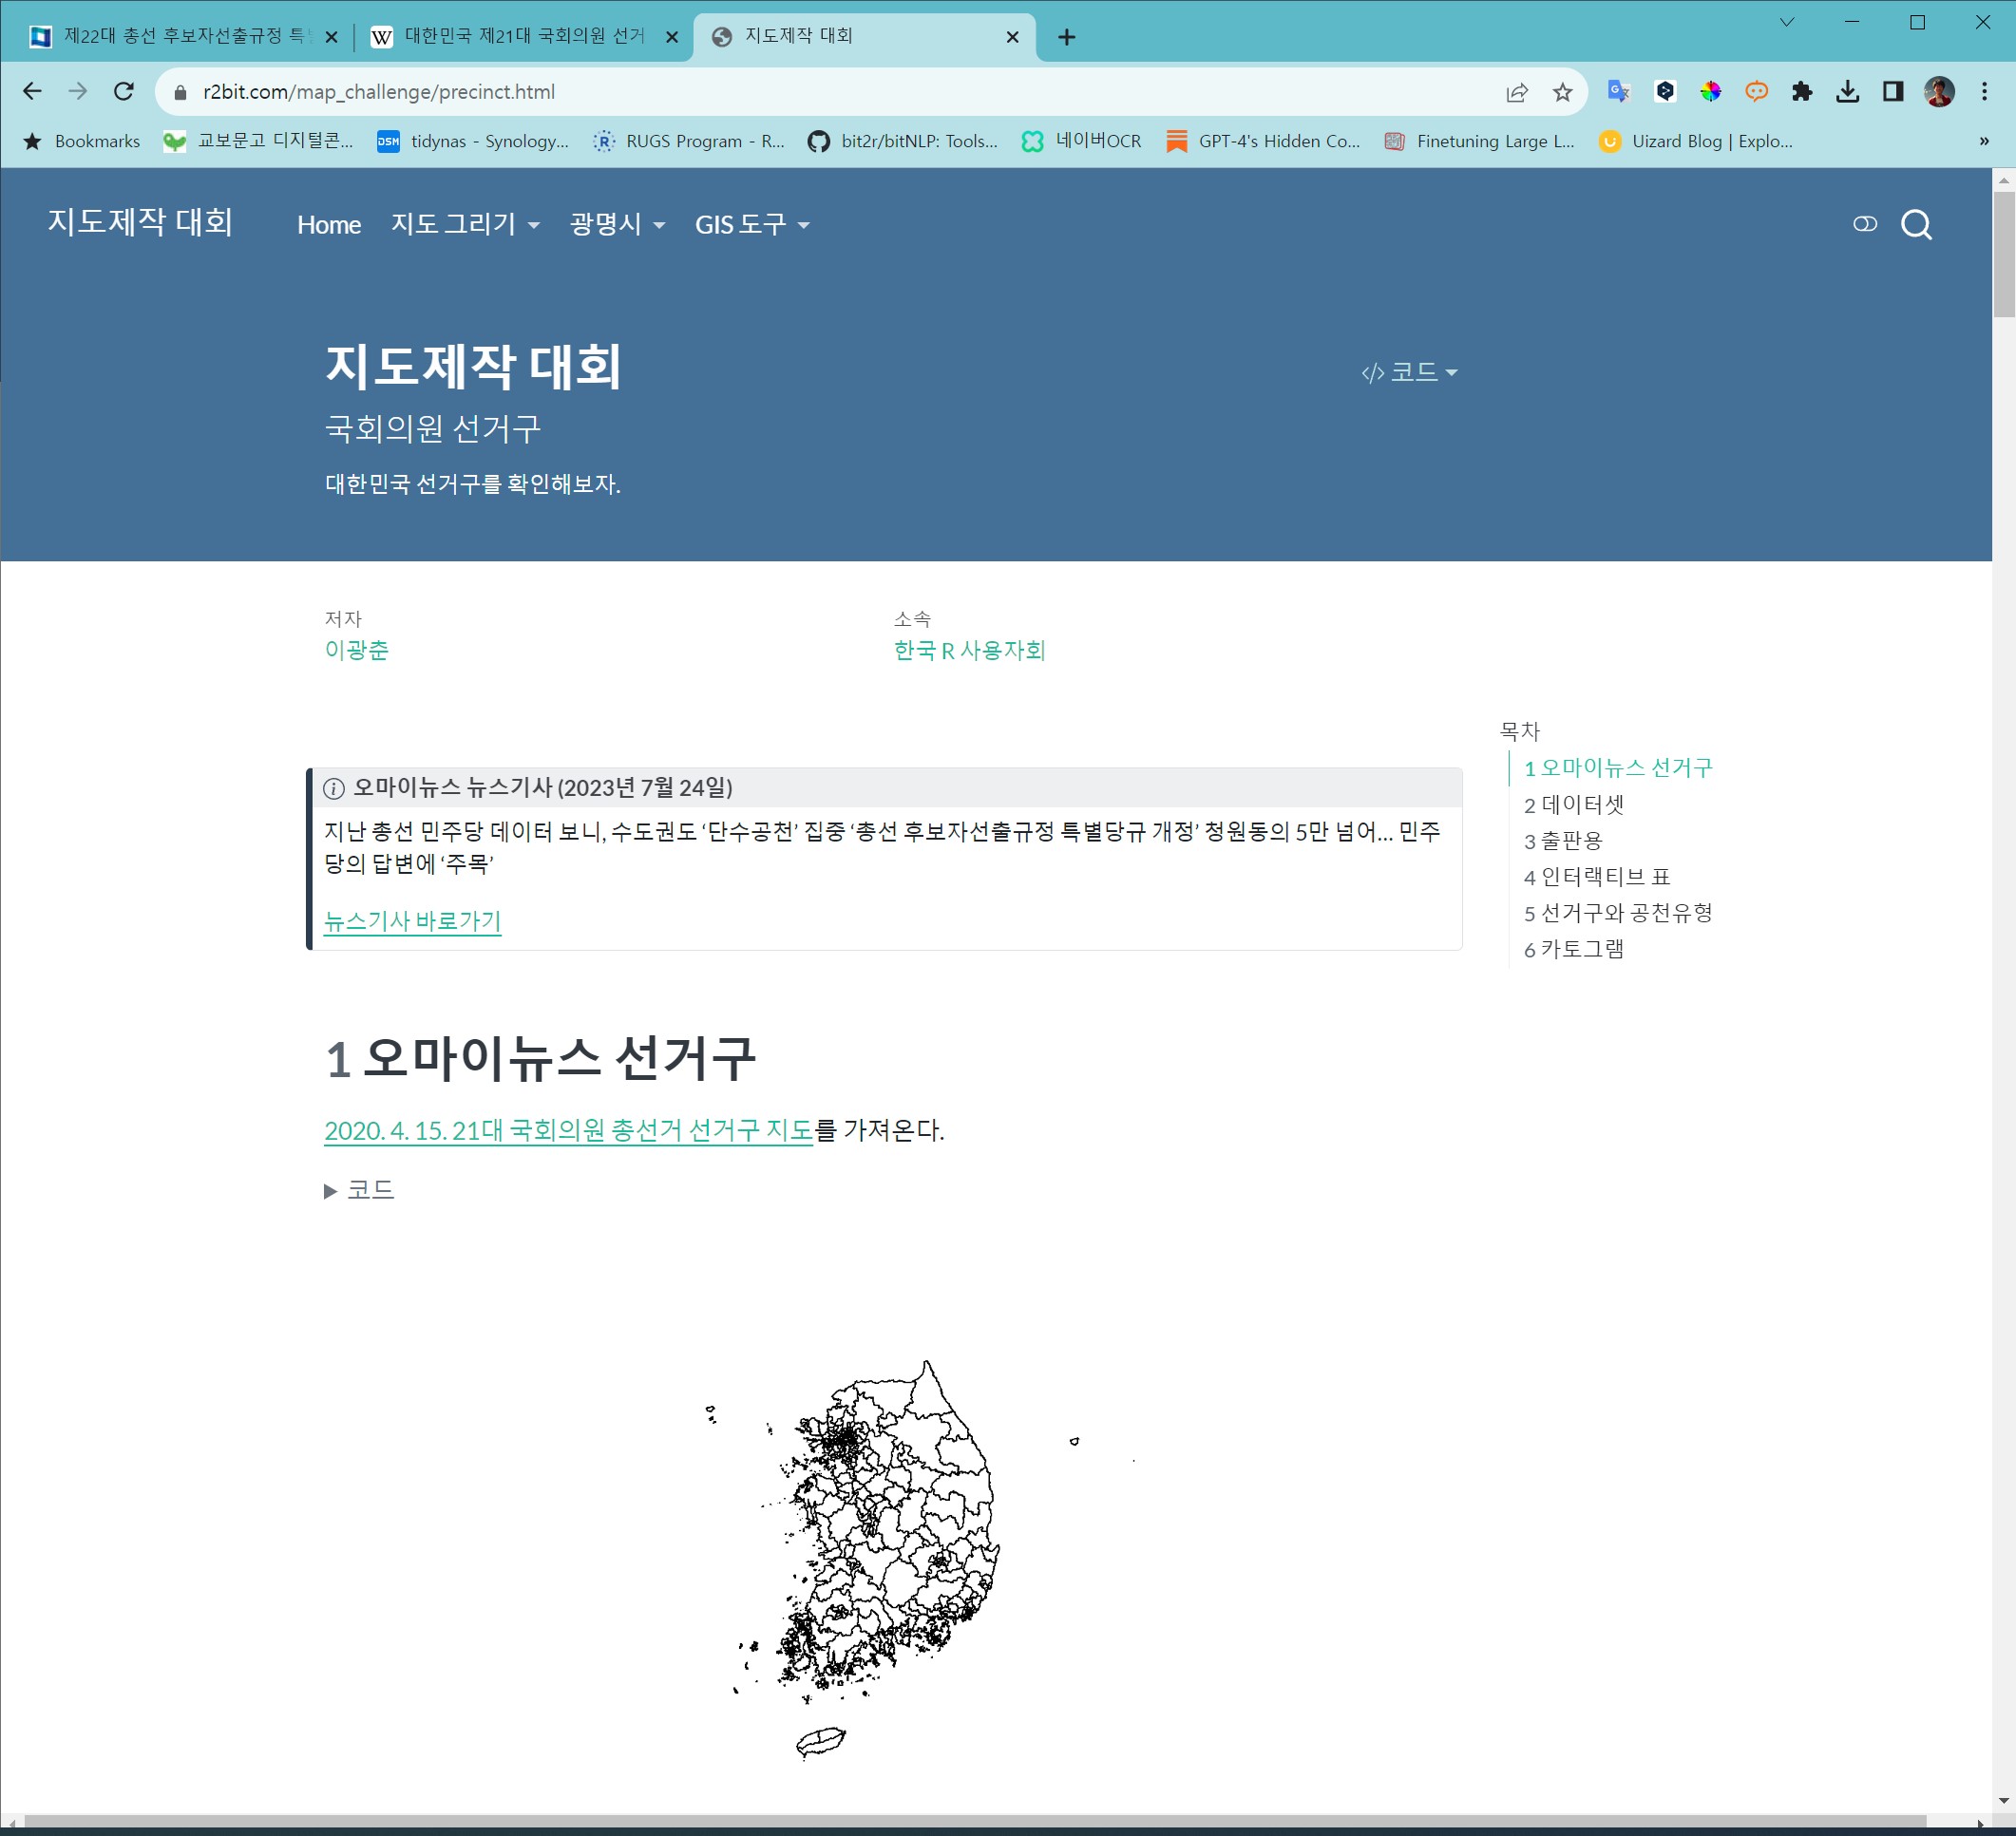 제22대 총선 후보자선출규정 특
대한민국 제21대 국회의원 선거
지도제작 대회
r2bit.com/map_challenge/precinct.html
Bookmarks
교보문고 디지털콘...
DSM
tidynas - Synology...
RUGS Program - R...
bit2r/bitNLP: Tools...
네이버OCR
GPT-4's Hidden Co...
Finetuning Large L...
Uizard Blog | Explo...
지도제작 대회
Home
지도 그리기
광명시
GIS 도구
지도제작 대회
</> 코드
국회의원 선거구
대한민국 선거구를 확인해보자.
저자
이광춘
소속
한국 R 사용자회
목차
1 오마이뉴스 선거구
2 데이터셋
3 출판용
4 인터랙티브 표
5 선거구와 공천유형
6 카토그램
오마이뉴스 뉴스기사 (2023년 7월 24일)
지난 총선 민주당 데이터 보니, 수도권도 ‘단수공천’ 집중 ‘총선 후보자선출규정 특별당규 개정’ 청원동의 5만 넘어… 민주
당의 답변에 ‘주목’
뉴스기사 바로가기
1 오마이뉴스 선거구
2020. 4. 15. 21대 국회의원 총선거 선거구 지도를 가져온다.
코드